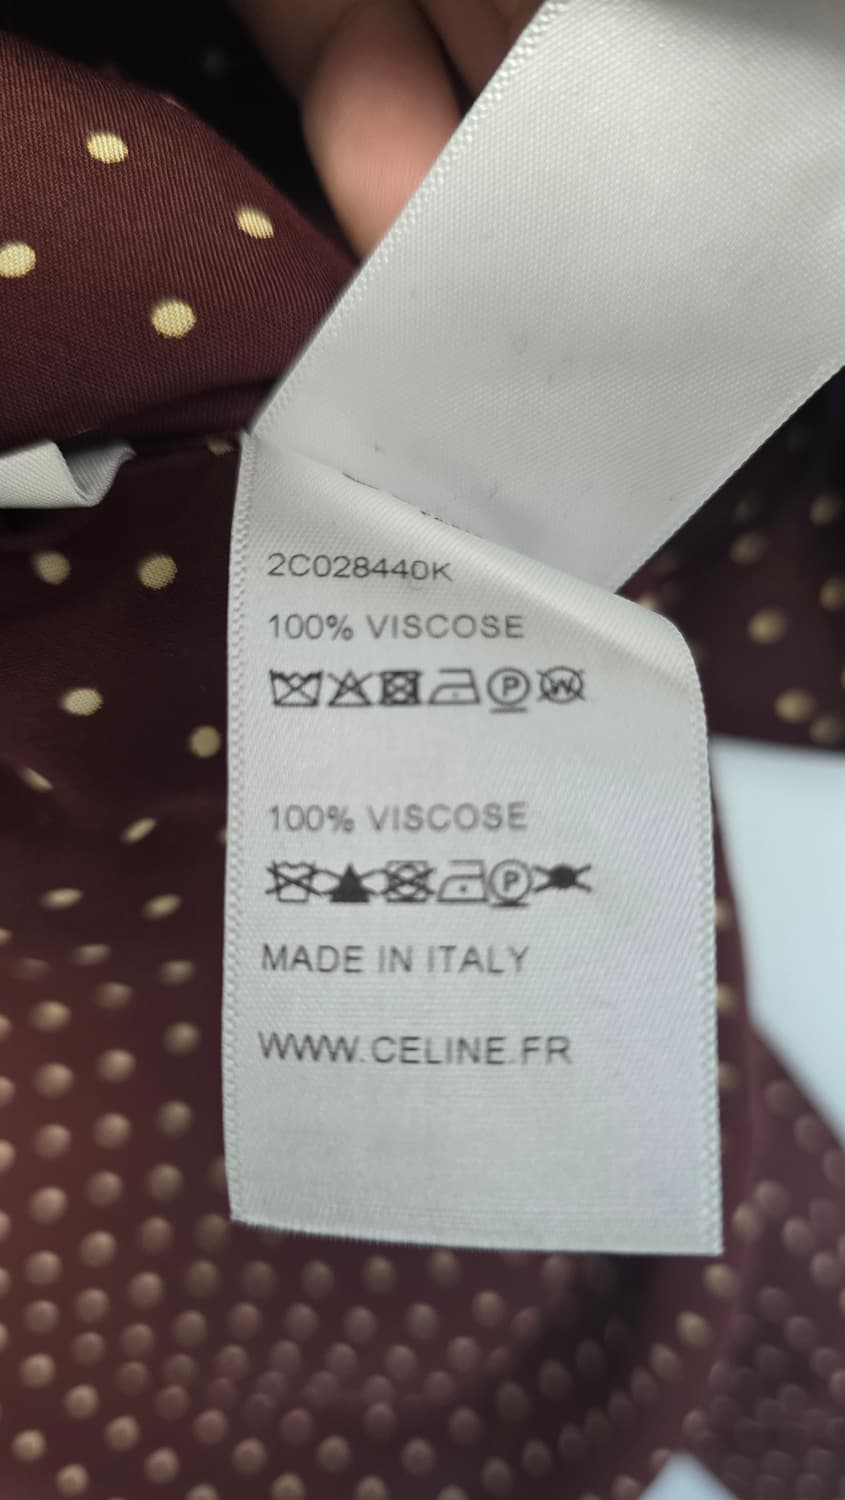 2C028440K
100% VISCOSE
100% VISCOSE
MADE IN ITALY
WWW.CELINE.FR